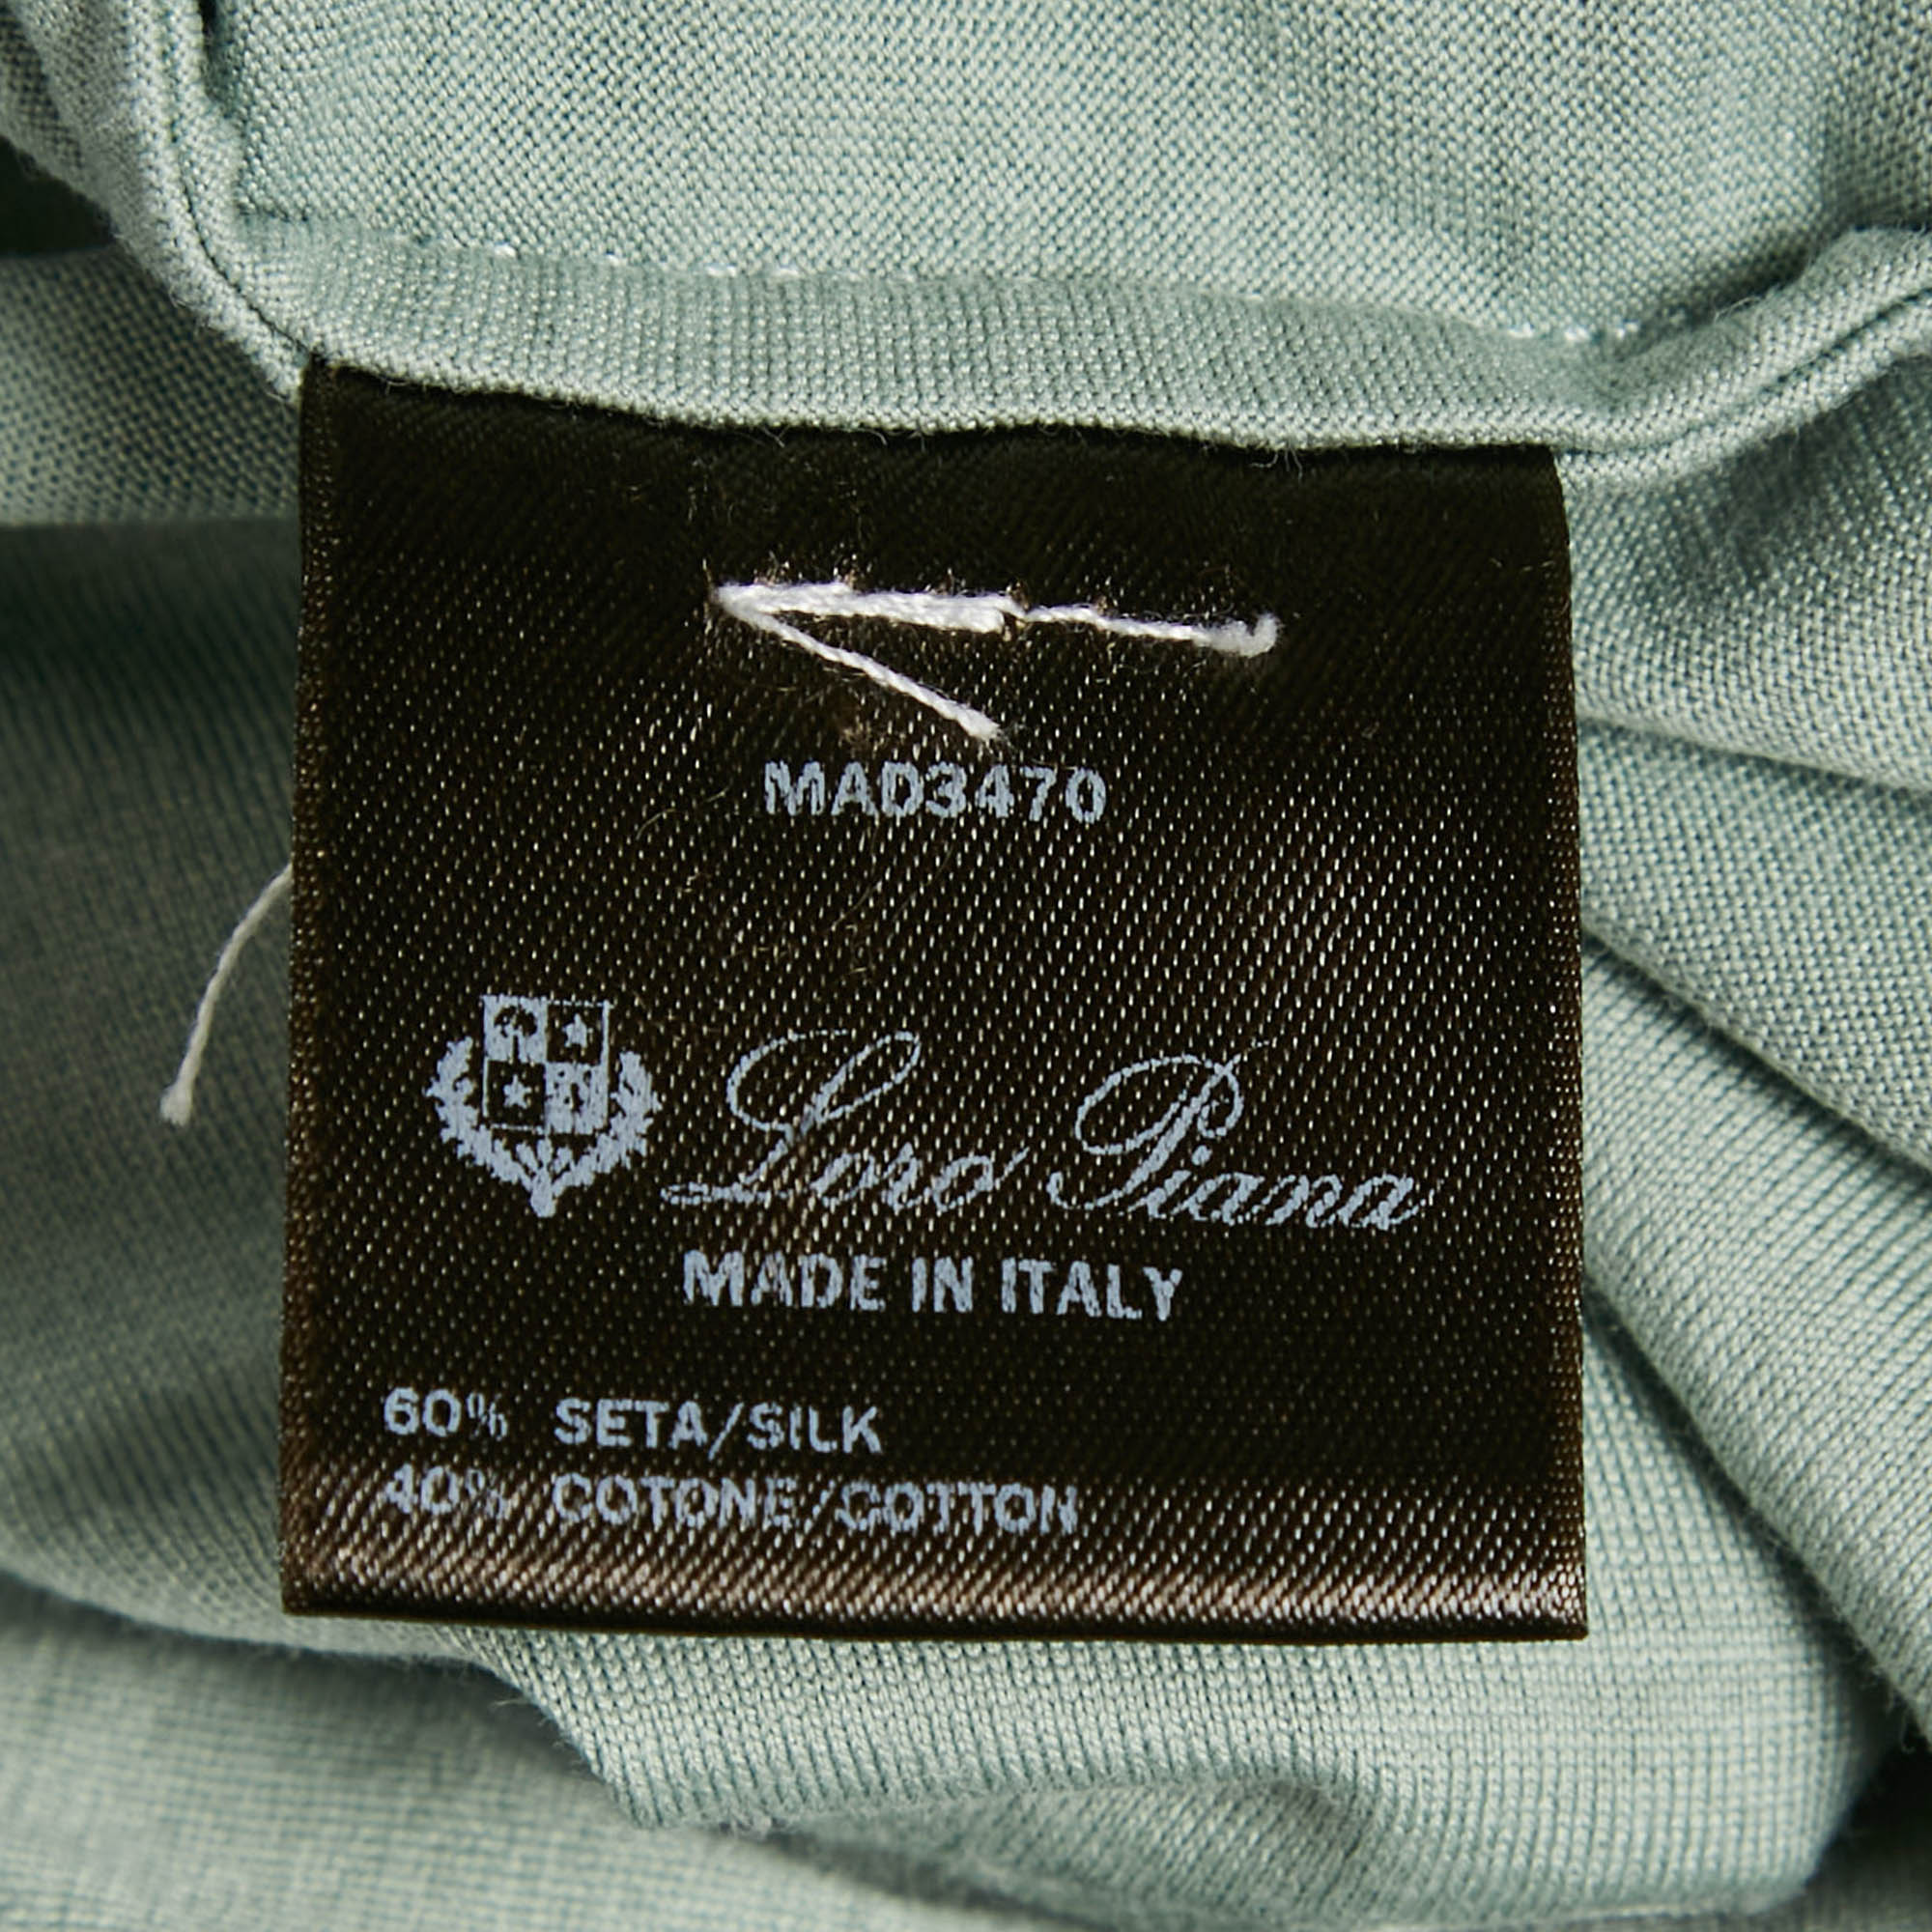 MAD3470
Loro Piana
MADE IN ITALY
60% SETA/SILK
40% COTONE/COTTON